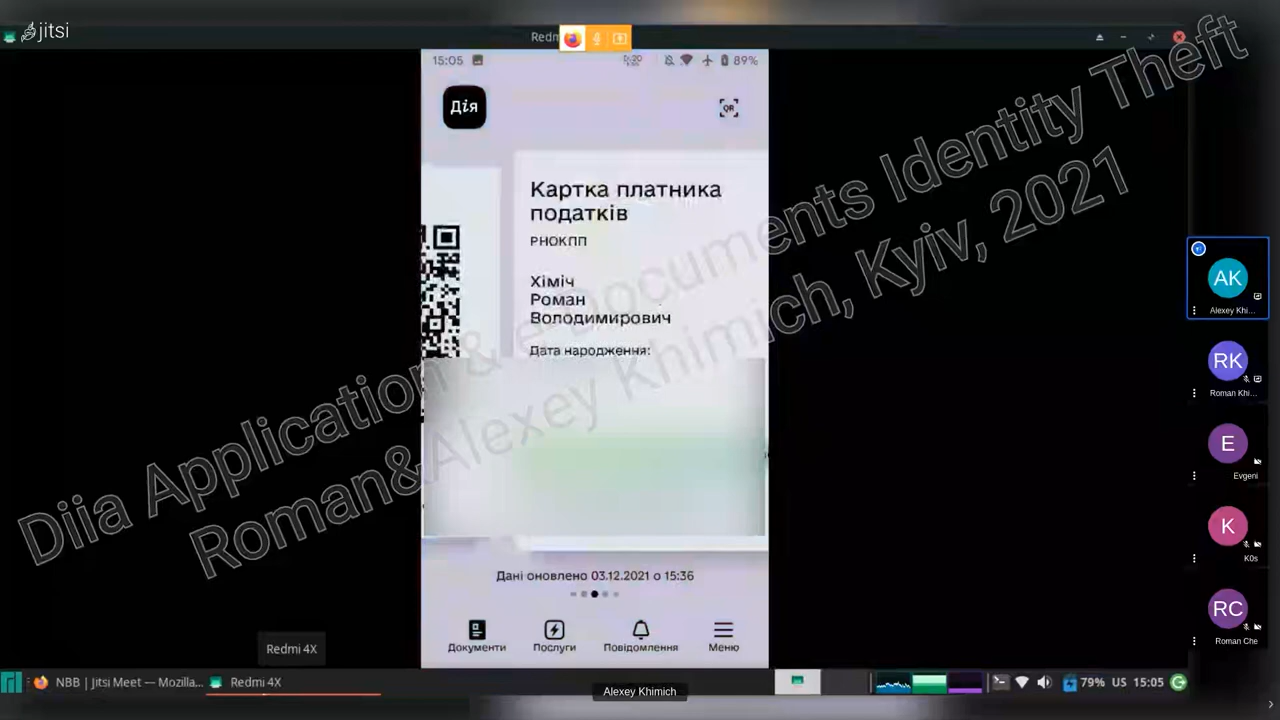 jitsi
Redm
15:05
89%
Дія
QR
Картка платника
податків
РНОКПП
Хіміч
Роман
Володимирович
Дата народження:
Дані оновлено 03.12.2021 о 15:36
Документи
Послуги
Повідомлення
Меню
Diia Application & e-Documents Identity Theft
Roman&Alexey Khimich, Kyiv, 2021
AK
Alexey Khi...
RK
Roman Khi...
E
Evgeni
K
K0s
RC
Roman Che
Redmi 4X
NBB | Jitsi Meet — Mozilla...
Redmi 4X
79% US 15:05
Alexey Khimich